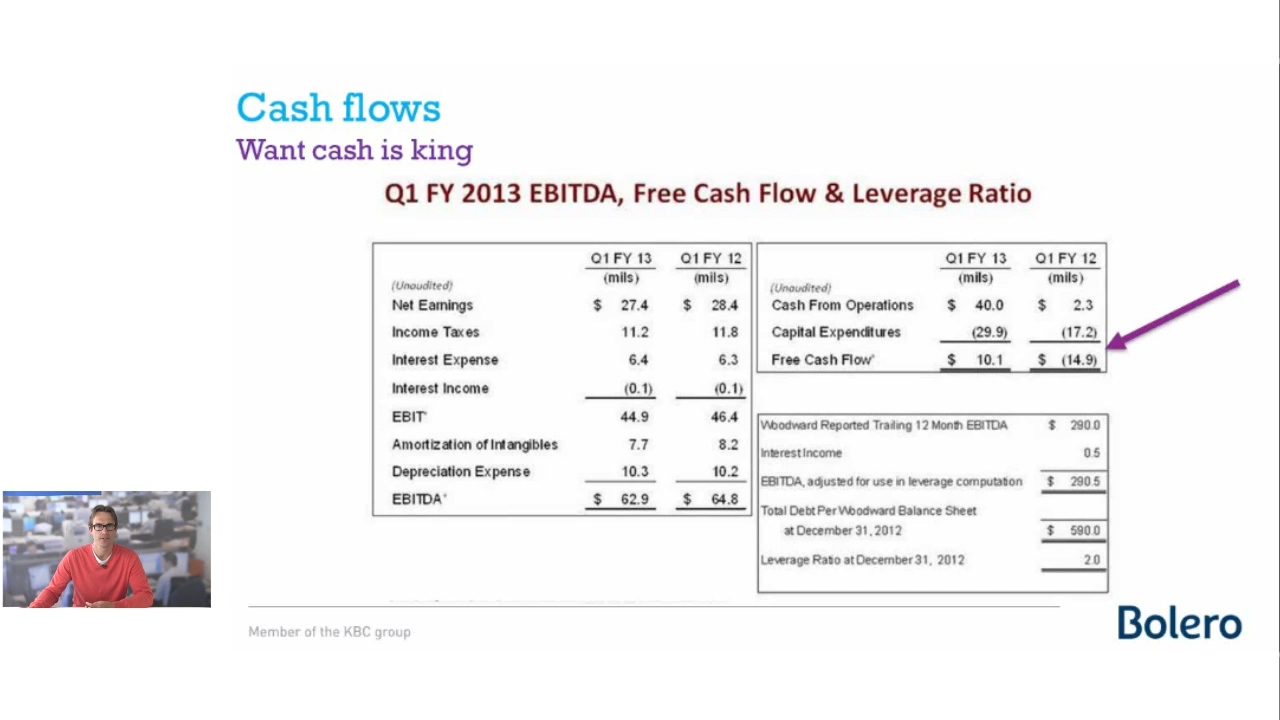 Cash flows
Want cash is king
Q1 FY 2013 EBITDA, Free Cash Flow & Leverage Ratio
Q1 FY 13 Q1 FY 12
(Unaudited) (mils) (mils)
Net Earnings $ 27.4 $ 28.4
Income Taxes 11.2 11.8
Interest Expense 6.4 6.3
Interest Income (0.1) (0.1)
EBIT* 44.9 46.4
Amortization of Intangibles 7.7 8.2
Depreciation Expense 10.3 10.2
EBITDA* $ 62.9 $ 64.8
Q1 FY 13 Q1 FY 12
(Unaudited) (mils) (mils)
Cash From Operations $ 40.0 $ 2.3
Capital Expenditures (29.9) (17.2)
Free Cash Flow* $ 10.1 $ (14.9)
Woodward Reported Trailing 12 Month EBITDA $ 290.0
Interest Income 0.5
EBITDA, adjusted for use in leverage computation $ 290.5
Total Debt Per Woodward Balance Sheet
at December 31, 2012 $ 590.0
Leverage Ratio at December 31, 2012 2.0
Member of the KBC group
Bolero